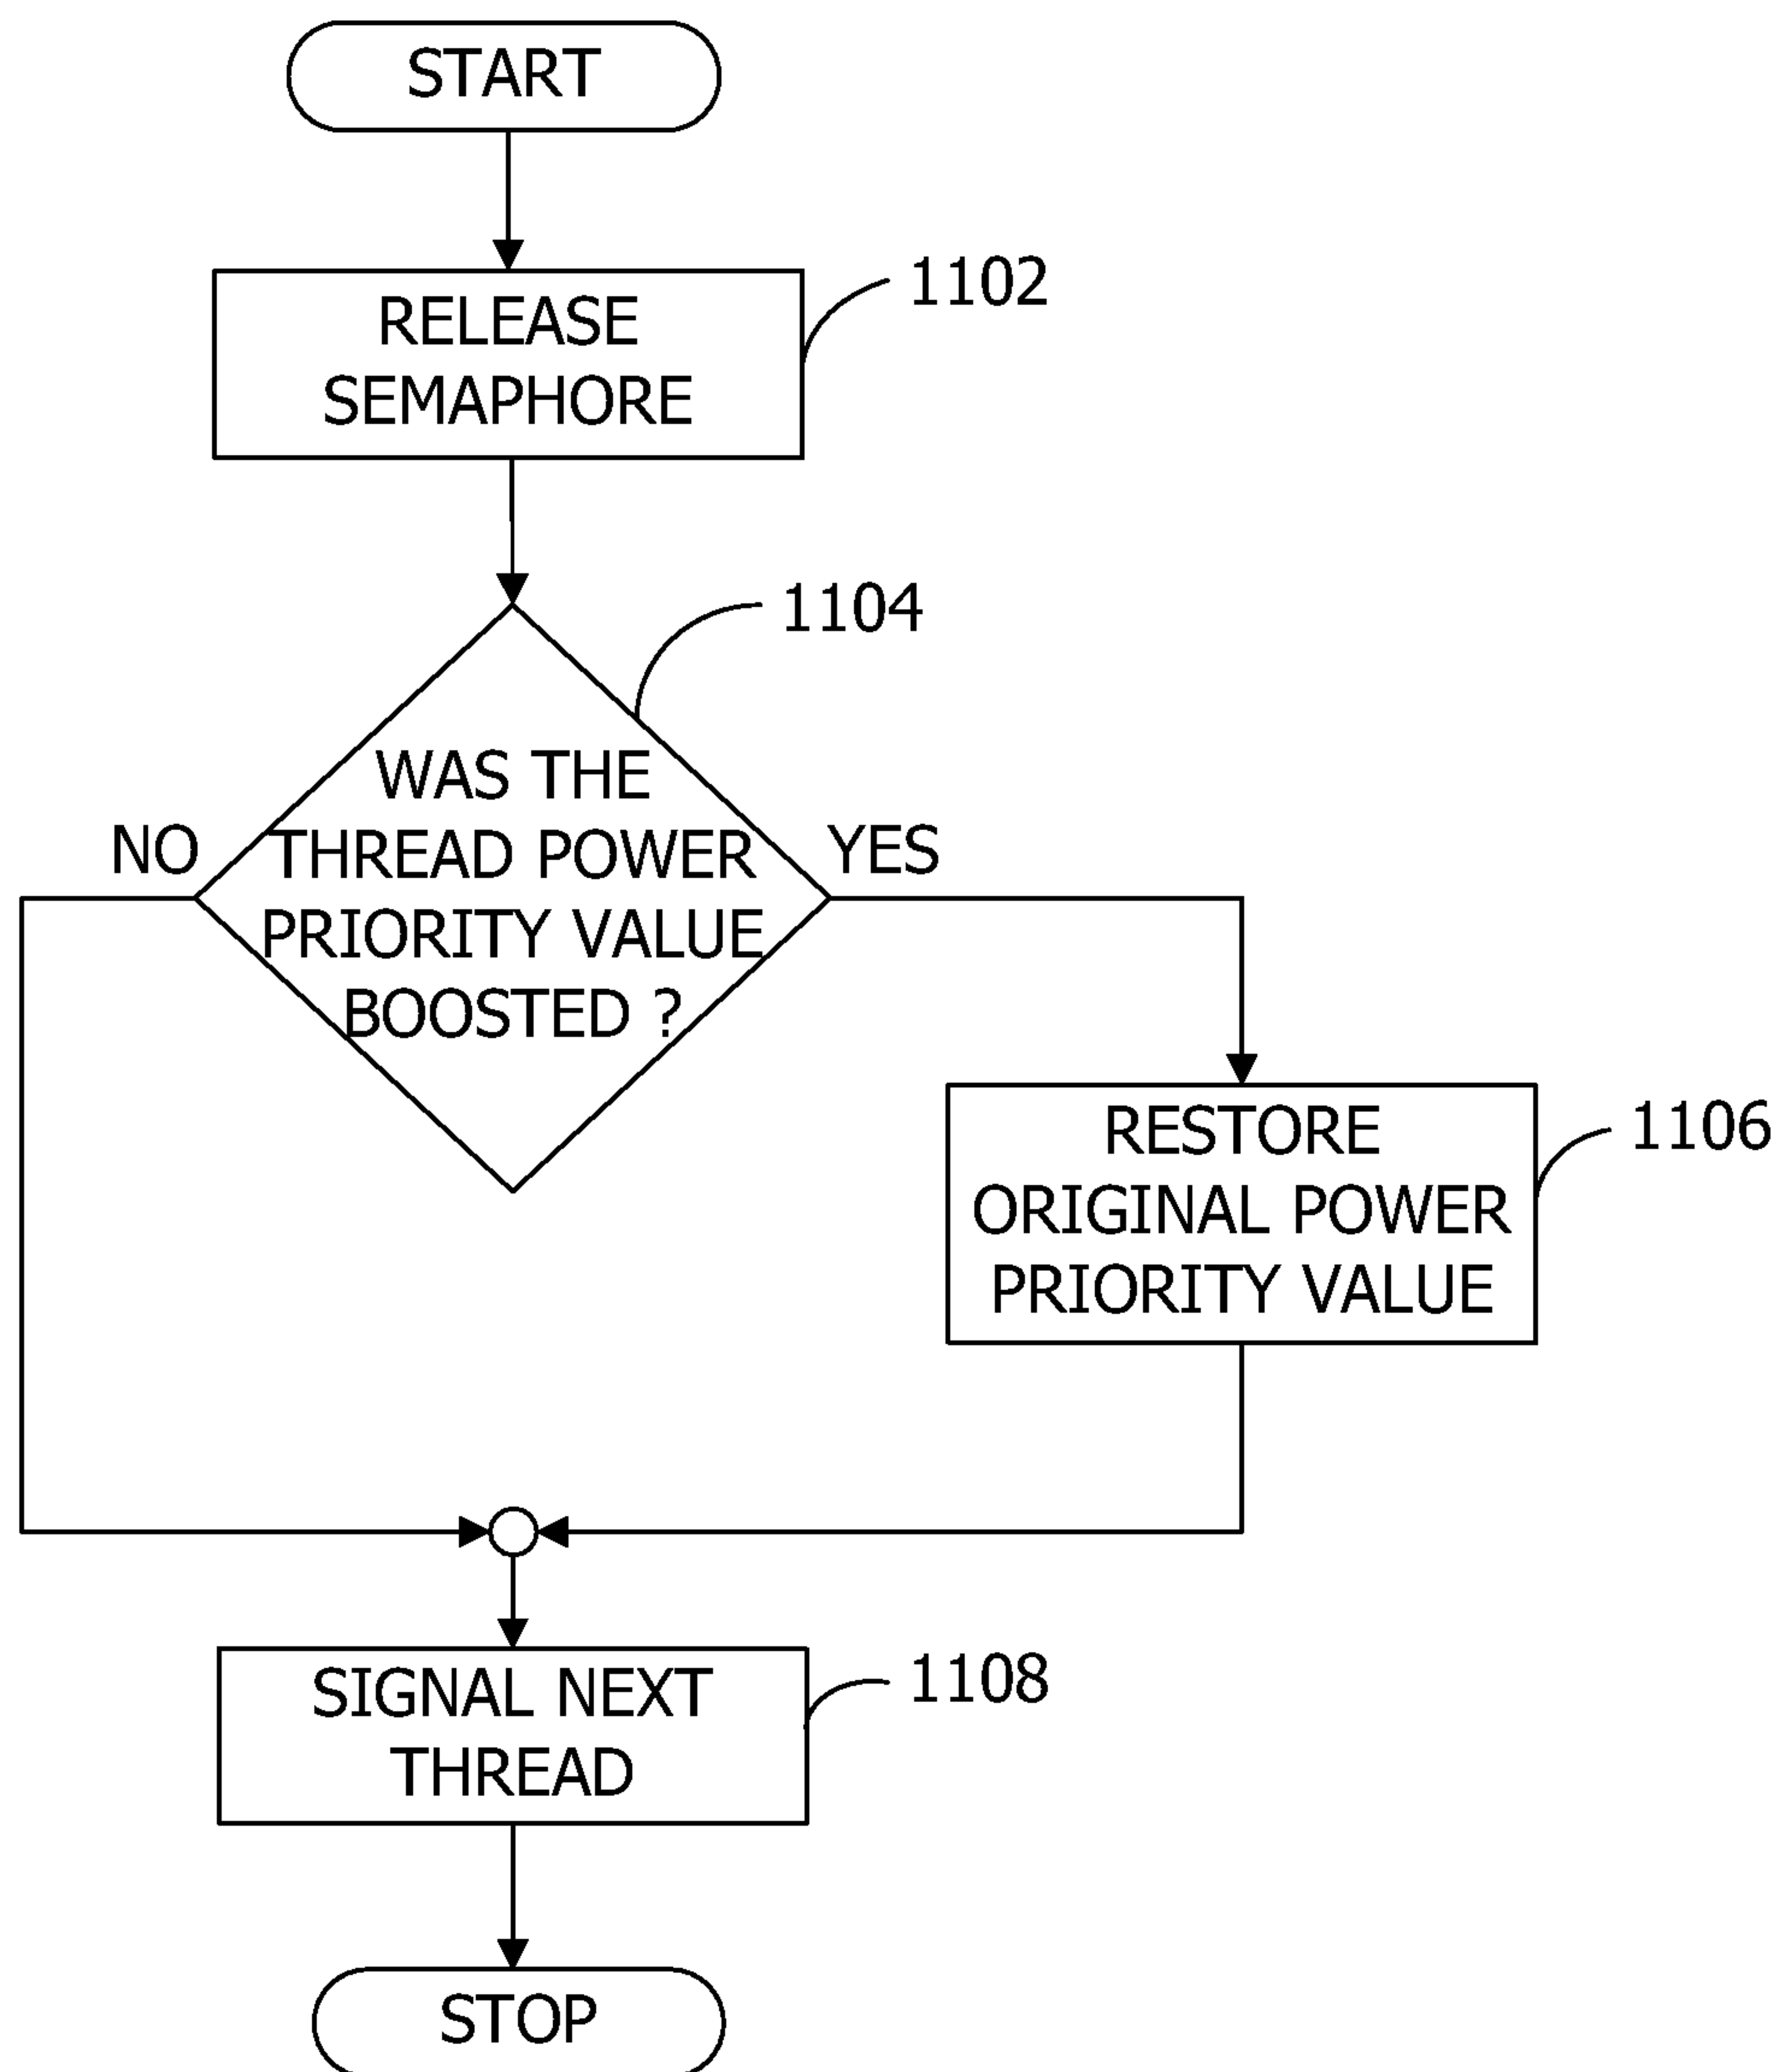 START
RELEASE
SEMAPHORE
1102
1104
WAS THE
THREAD POWER
PRIORITY VALUE
BOOSTED ?
NO
YES
RESTORE
ORIGINAL POWER
PRIORITY VALUE
1106
SIGNAL NEXT
THREAD
1108
STOP